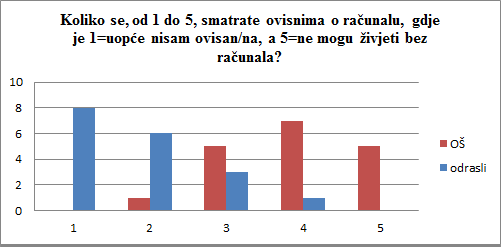 Koliko se, od 1 do 5, smatrate ovisnima o računalu, gdje
je 1=uopće nisam ovisan/na, a 5=ne mogu živjeti bez
računala?
10
8
6
4
2
0
1 2 3 4 5
OŠ
odrasli